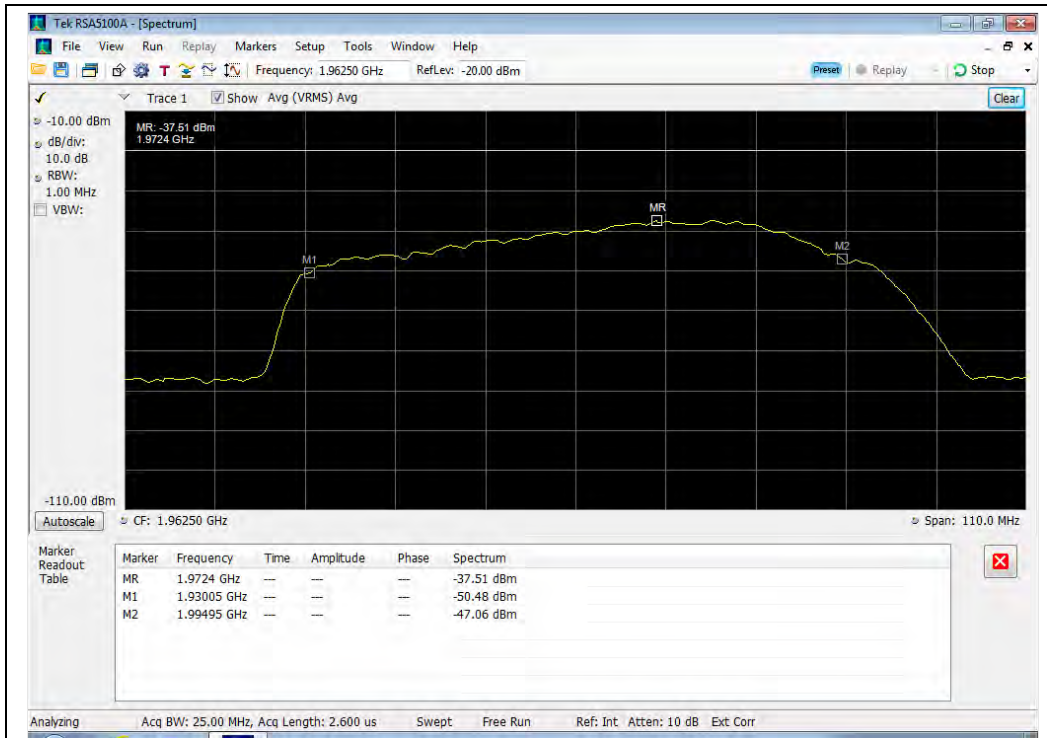 Tek RSA5100A - [Spectrum]
File View Run Replay Markers Setup Tools Window Help
T Frequency: 1.96250 GHz RefLev: -20.00 dBm Preset Replay Stop
Trace 1 Show Avg (VRMS) Avg Clear
-10.00 dBm
dB/div:
10.0 dB
RBW:
1.00 MHz
VBW:
MR: -37.51 dBm
1.9724 GHz
MR
M1
M2
-110.00 dBm
Autoscale CF: 1.96250 GHz Span: 110.0 MHz
Marker
Readout
Table
Marker Frequency Time Amplitude Phase Spectrum
MR 1.9724 GHz --- --- --- -37.51 dBm
M1 1.93005 GHz --- --- --- -50.48 dBm
M2 1.99495 GHz --- --- --- -47.06 dBm
Analyzing Acq BW: 25.00 MHz, Acq Length: 2.600 us Swept Free Run Ref: Int Atten: 10 dB Ext Corr